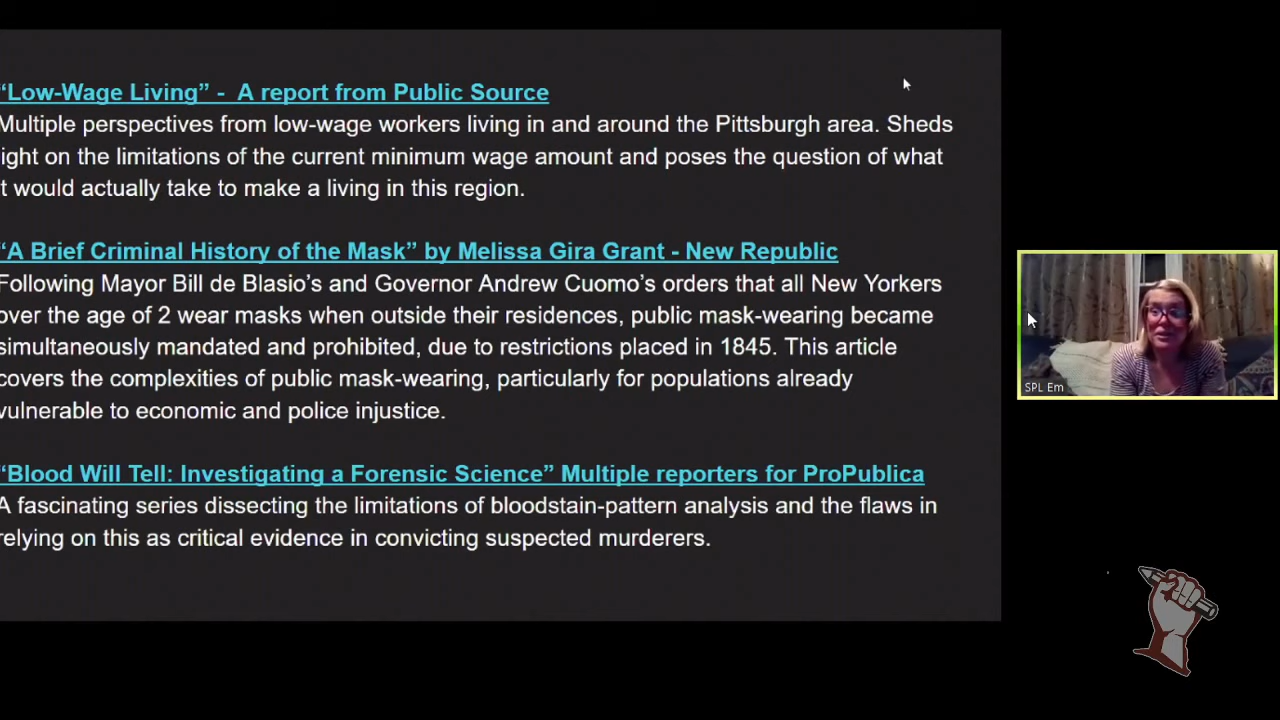 “Low-Wage Living” - A report from Public Source
Multiple perspectives from low-wage workers living in and around the Pittsburgh area. Sheds
ight on the limitations of the current minimum wage amount and poses the question of what
t would actually take to make a living in this region.
“A Brief Criminal History of the Mask” by Melissa Gira Grant - New Republic
Following Mayor Bill de Blasio’s and Governor Andrew Cuomo’s orders that all New Yorkers
over the age of 2 wear masks when outside their residences, public mask-wearing became
simultaneously mandated and prohibited, due to restrictions placed in 1845. This article
covers the complexities of public mask-wearing, particularly for populations already
vulnerable to economic and police injustice.
“Blood Will Tell: Investigating a Forensic Science” Multiple reporters for ProPublica
A fascinating series dissecting the limitations of bloodstain-pattern analysis and the flaws in
relying on this as critical evidence in convicting suspected murderers.
SPL Em